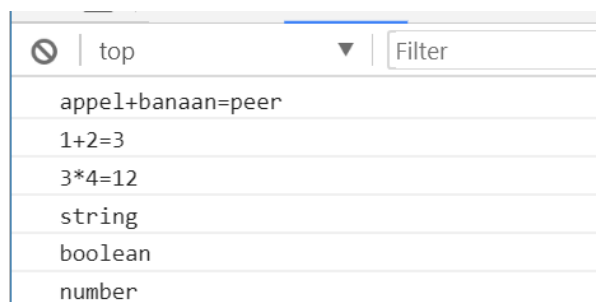 top Filter
appel+banaan=peer
1+2=3
3*4=12
string
boolean
number